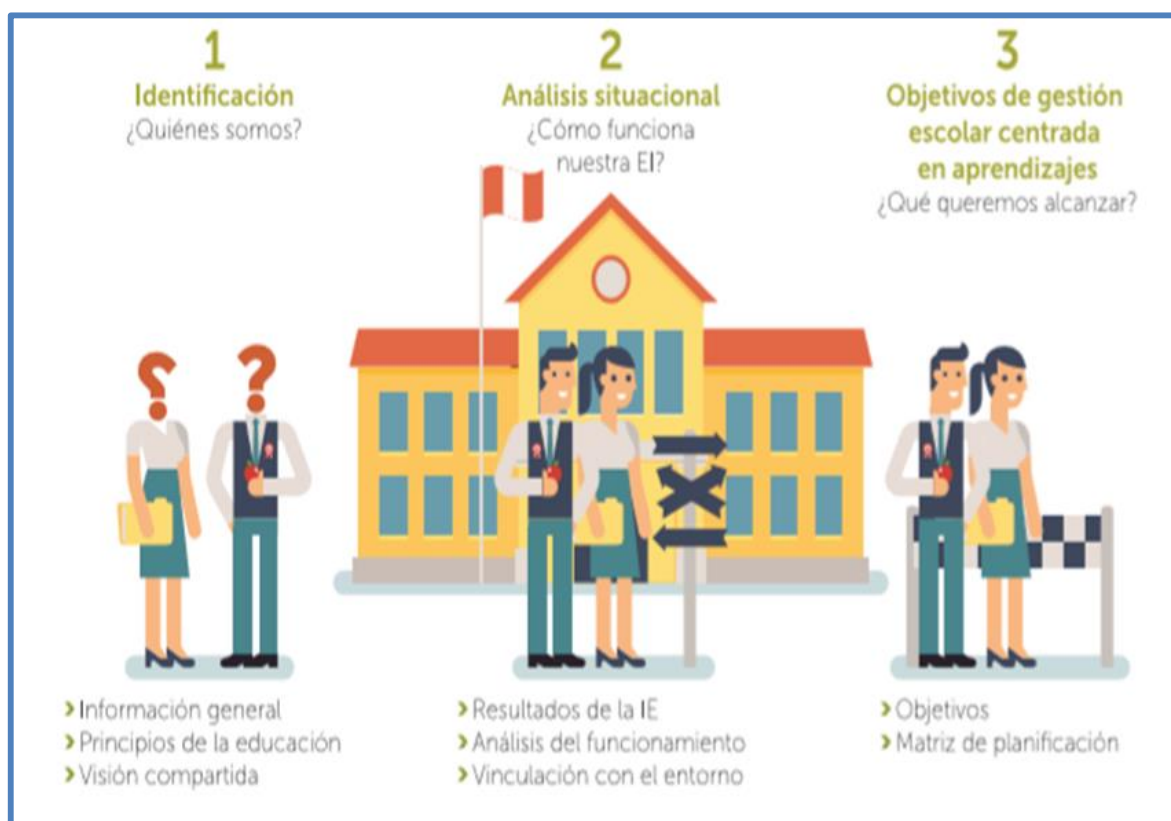 1
Identificación
¿Quiénes somos?
2
Análisis situacional
¿Cómo funciona
nuestra EI?
3
Objetivos de gestión
escolar centrada
en aprendizajes
¿Qué queremos alcanzar?
› Información general
› Principios de la educación
› Visión compartida
› Resultados de la IE
› Análisis del funcionamiento
› Vinculación con el entorno
› Objetivos
› Matriz de planificación